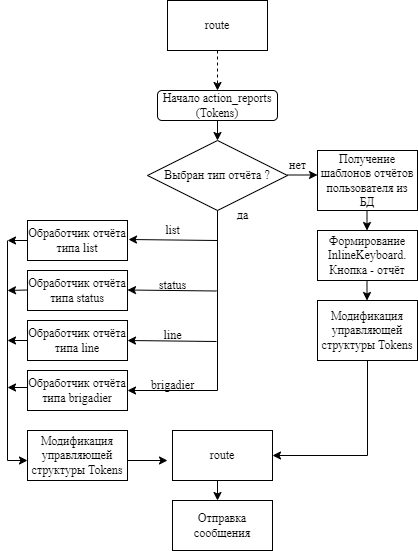 route
Начало action_reports
(Tokens)
Выбран тип отчёта ?
нет
да
Получение
шаблонов отчётов
пользователя из
БД
Формирование
InlineKeyboard.
Кнопка - отчёт
Модификация
управляющей
структуры Tokens
list
Обработчик отчёта
типа list
status
Обработчик отчёта
типа status
line
Обработчик отчёта
типа line
brigadier
Обработчик отчёта
типа brigadier
Модификация
управляющей
структуры Tokens
route
Отправка
сообщения